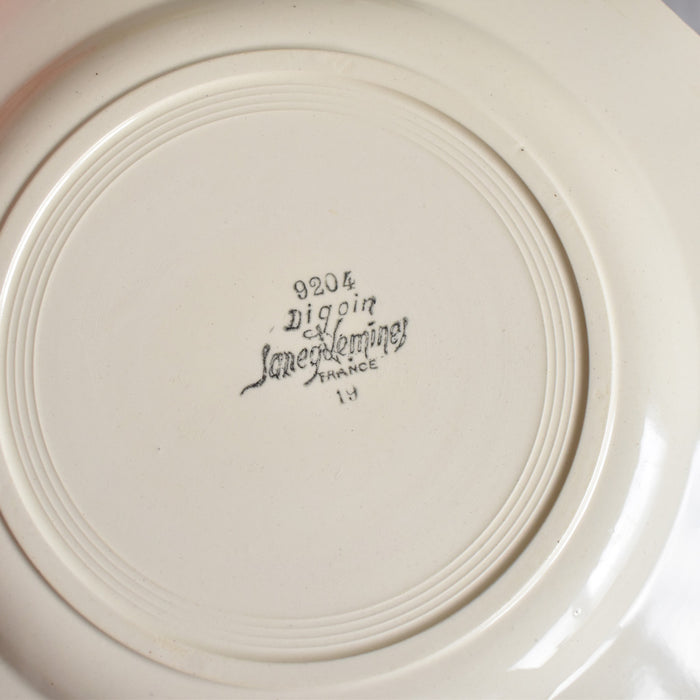 9204
Digoin
&
Sarreguemines
FRANCE
19